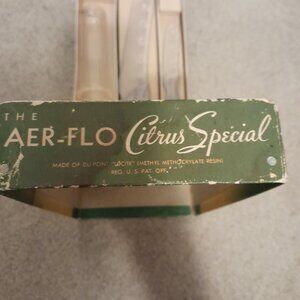 THE
AER-FLO Citrus Special
MADE OF DU PONT "LUCITE" (METHYL METHACRYLATE RESIN)
REG. U.S. PAT. OFF.